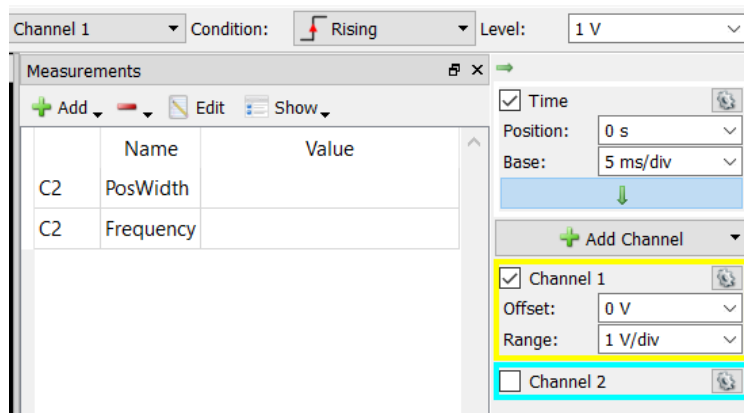 Channel 1 Condition: Rising Level: 1 V
Measurements
Add Edit Show
Name Value
C2 PosWidth
C2 Frequency
Time
Position: 0 s
Base: 5 ms/div
Add Channel
Channel 1
Offset: 0 V
Range: 1 V/div
Channel 2